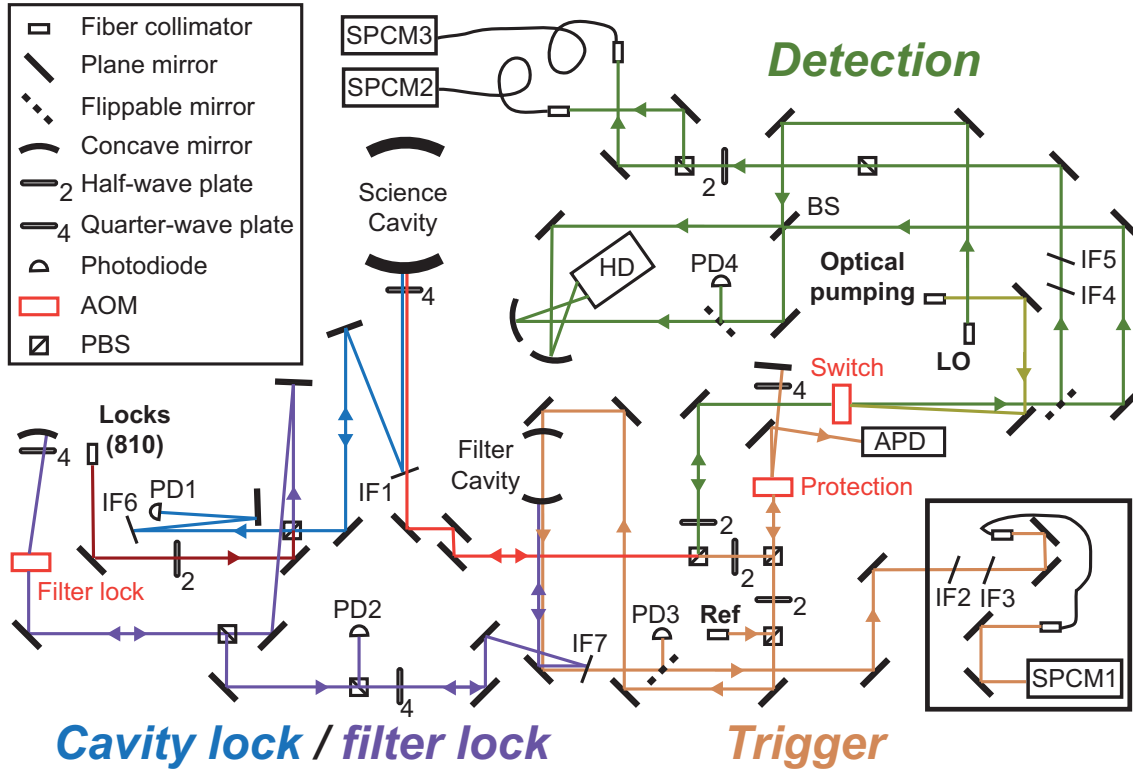 Fiber collimator
Plane mirror
Flippable mirror
Concave mirror
2 Half-wave plate
4 Quarter-wave plate
Photodiode
AOM
PBS
SPCM3
SPCM2
Detection
Science
Cavity
2
BS
HD
PD4
Optical
pumping
IF5
IF4
LO
4
Switch
4
APD
Locks
(810)
4
PD1
IF6
IF1
Filter
Cavity
Protection
2
Filter lock
2
2
2
IF2
IF3
PD2
PD3
Ref
IF7
4
SPCM1
Cavity lock / filter lock
Trigger